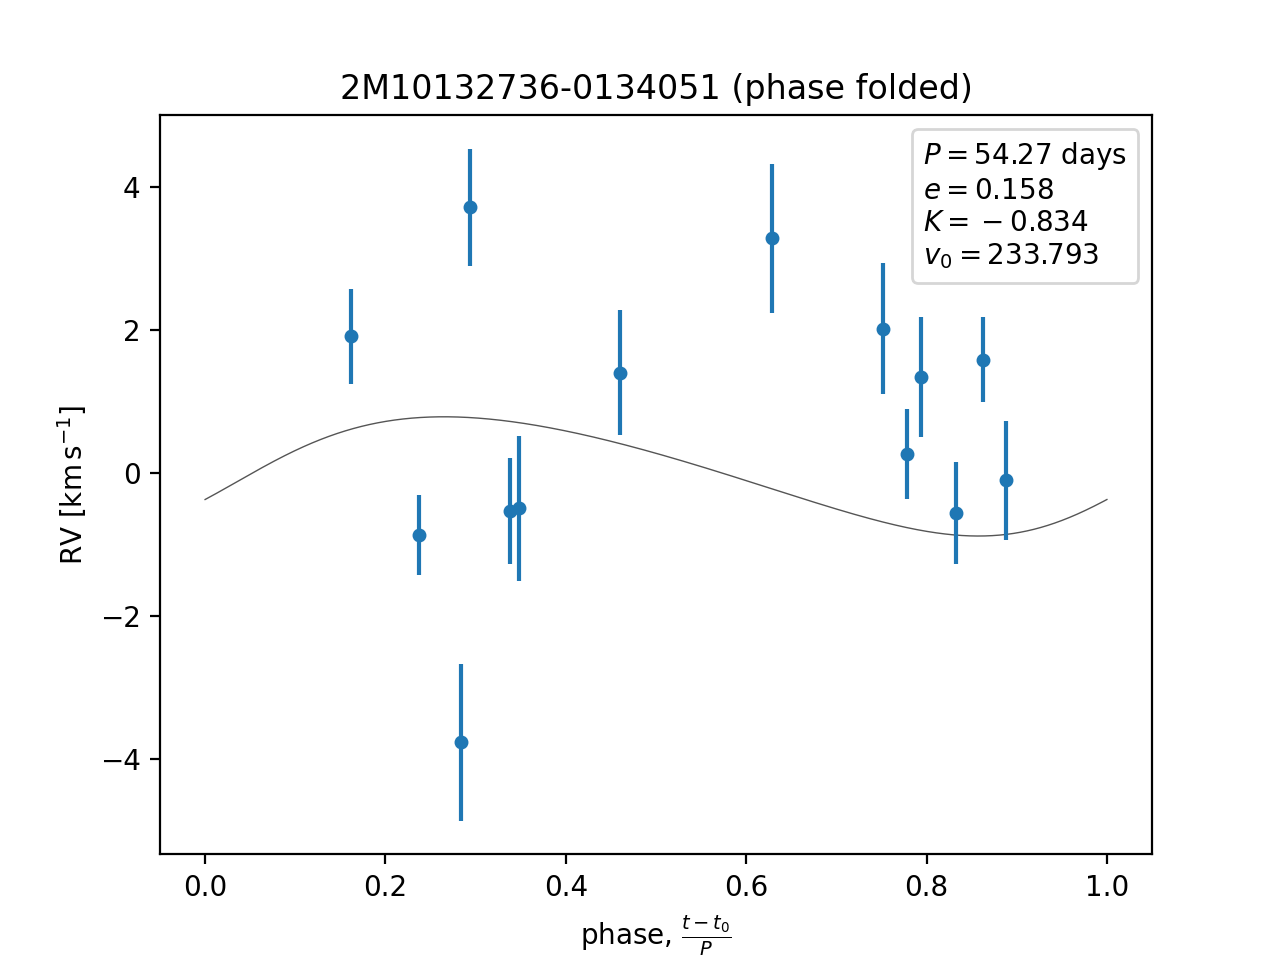 2M10132736-0134051 (phase folded)
P = 54.27 days
e = 0.158
K = −0.834
v₀ = 233.793
4
2
0
−2
−4
RV [km s⁻¹]
0.0 0.2 0.4 0.6 0.8 1.0
phase, (t − t₀)/P